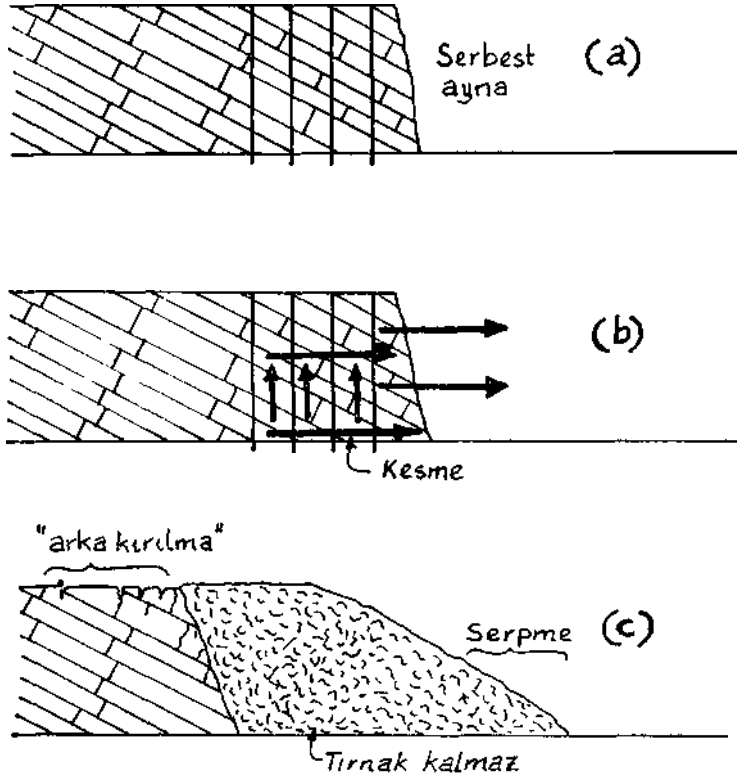 Serbest (a)
ayna
(b)
Kesme
"arka kırılma"
Serpme (c)
Tırnak kalmaz